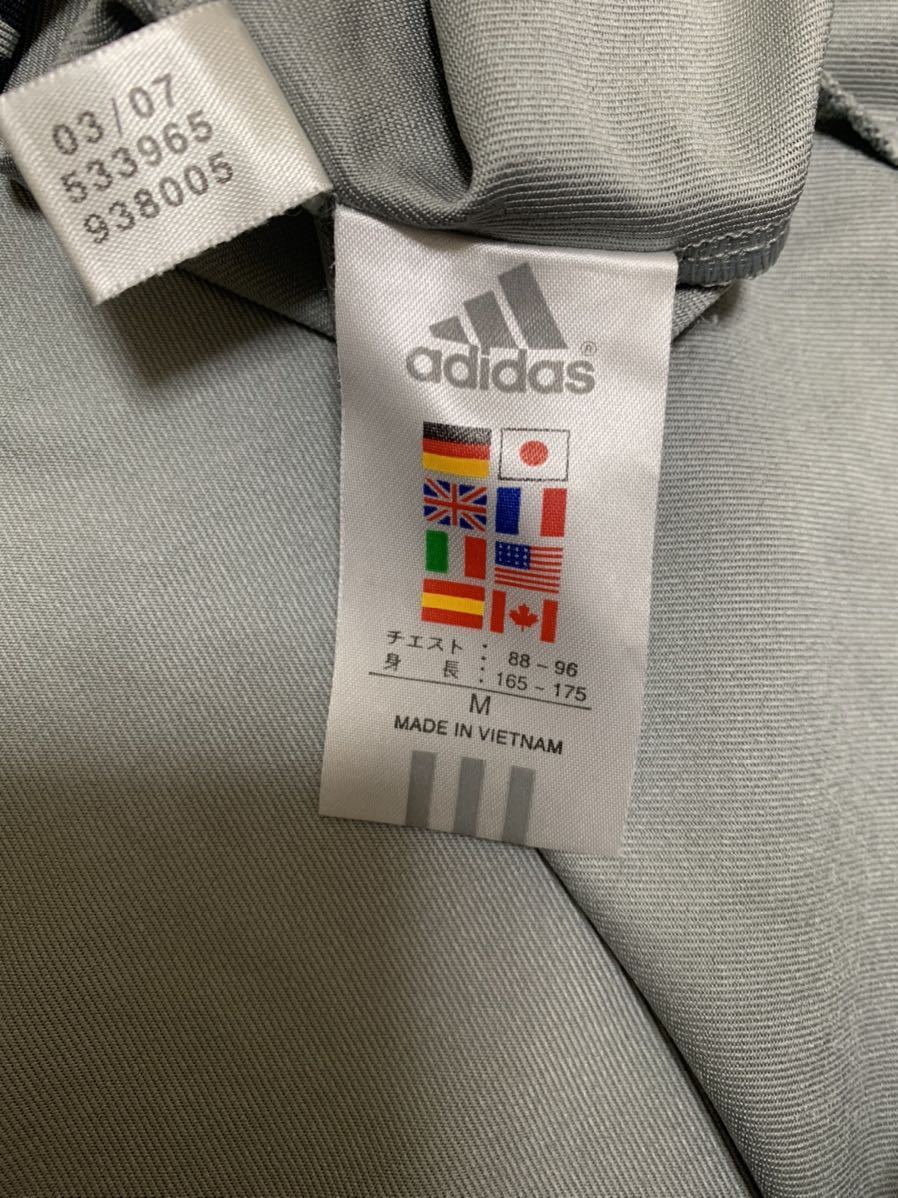 03/07
533965
938005
adidas®
チェスト : 88-96
身 長 : 165-175
M
MADE IN VIETNAM